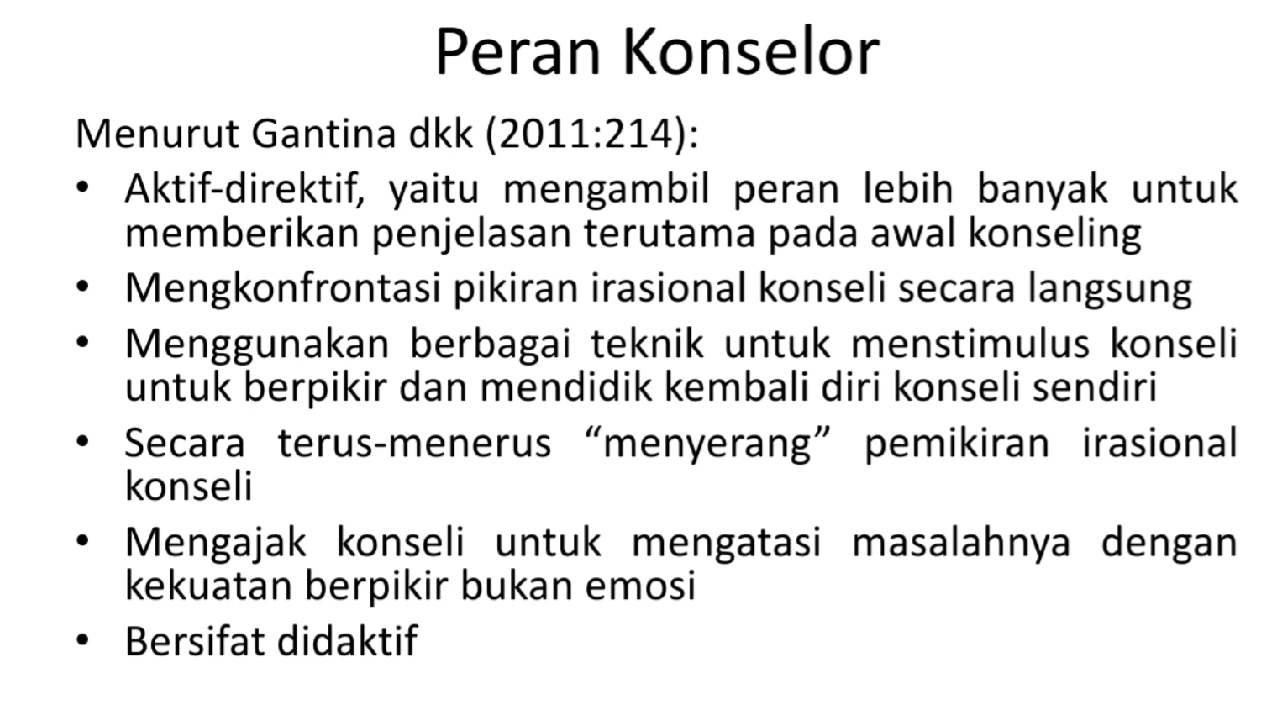 Peran Konselor
Menurut Gantina dkk (2011:214):
• Aktif-direktif, yaitu mengambil peran lebih banyak untuk
memberikan penjelasan terutama pada awal konseling
• Mengkonfrontasi pikiran irasional konseli secara langsung
• Menggunakan berbagai teknik untuk menstimulus konseli
untuk berpikir dan mendidik kembali diri konseli sendiri
• Secara terus-menerus “menyerang” pemikiran irasional
konseli
• Mengajak konseli untuk mengatasi masalahnya dengan
kekuatan berpikir bukan emosi
• Bersifat didaktif